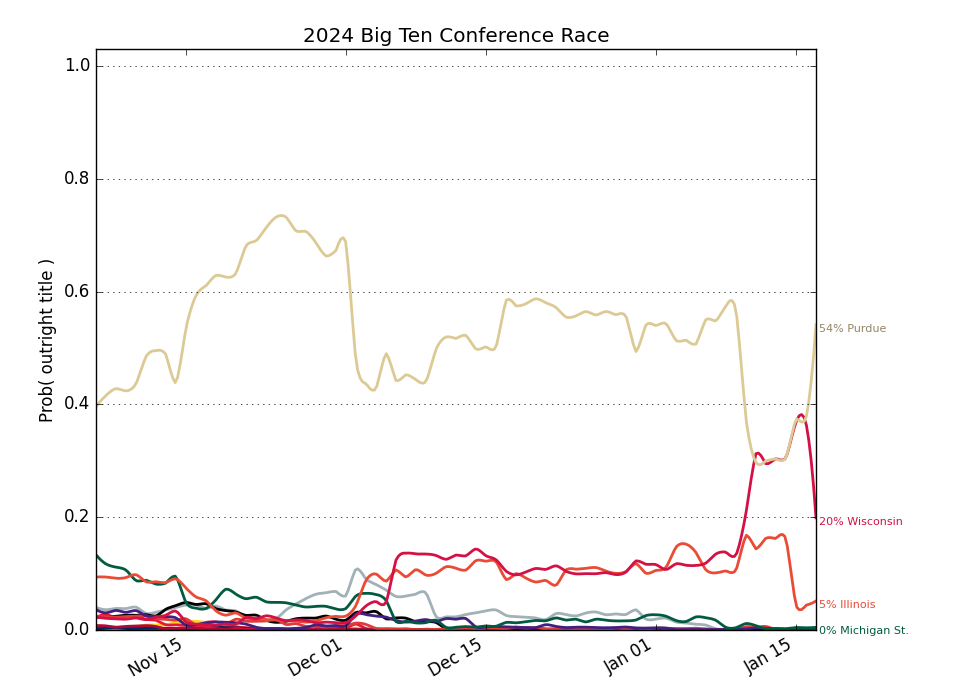 2024 Big Ten Conference Race
Prob( outright title )
1.0
0.8
0.6
0.4
0.2
0.0
54% Purdue
20% Wisconsin
5% Illinois
0% Michigan St.
Nov 15
Dec 01
Dec 15
Jan 01
Jan 15